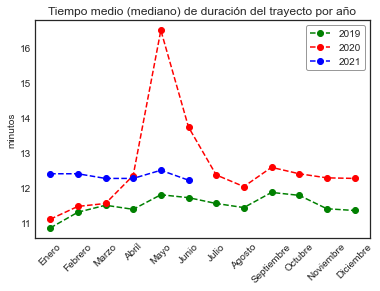 Tiempo medio (mediano) de duración del trayecto por año
2019
2020
2021
minutos
16
15
14
13
12
11
Enero
Febrero
Marzo
Abril
Mayo
Junio
Julio
Agosto
Septiembre
Octubre
Noviembre
Diciembre